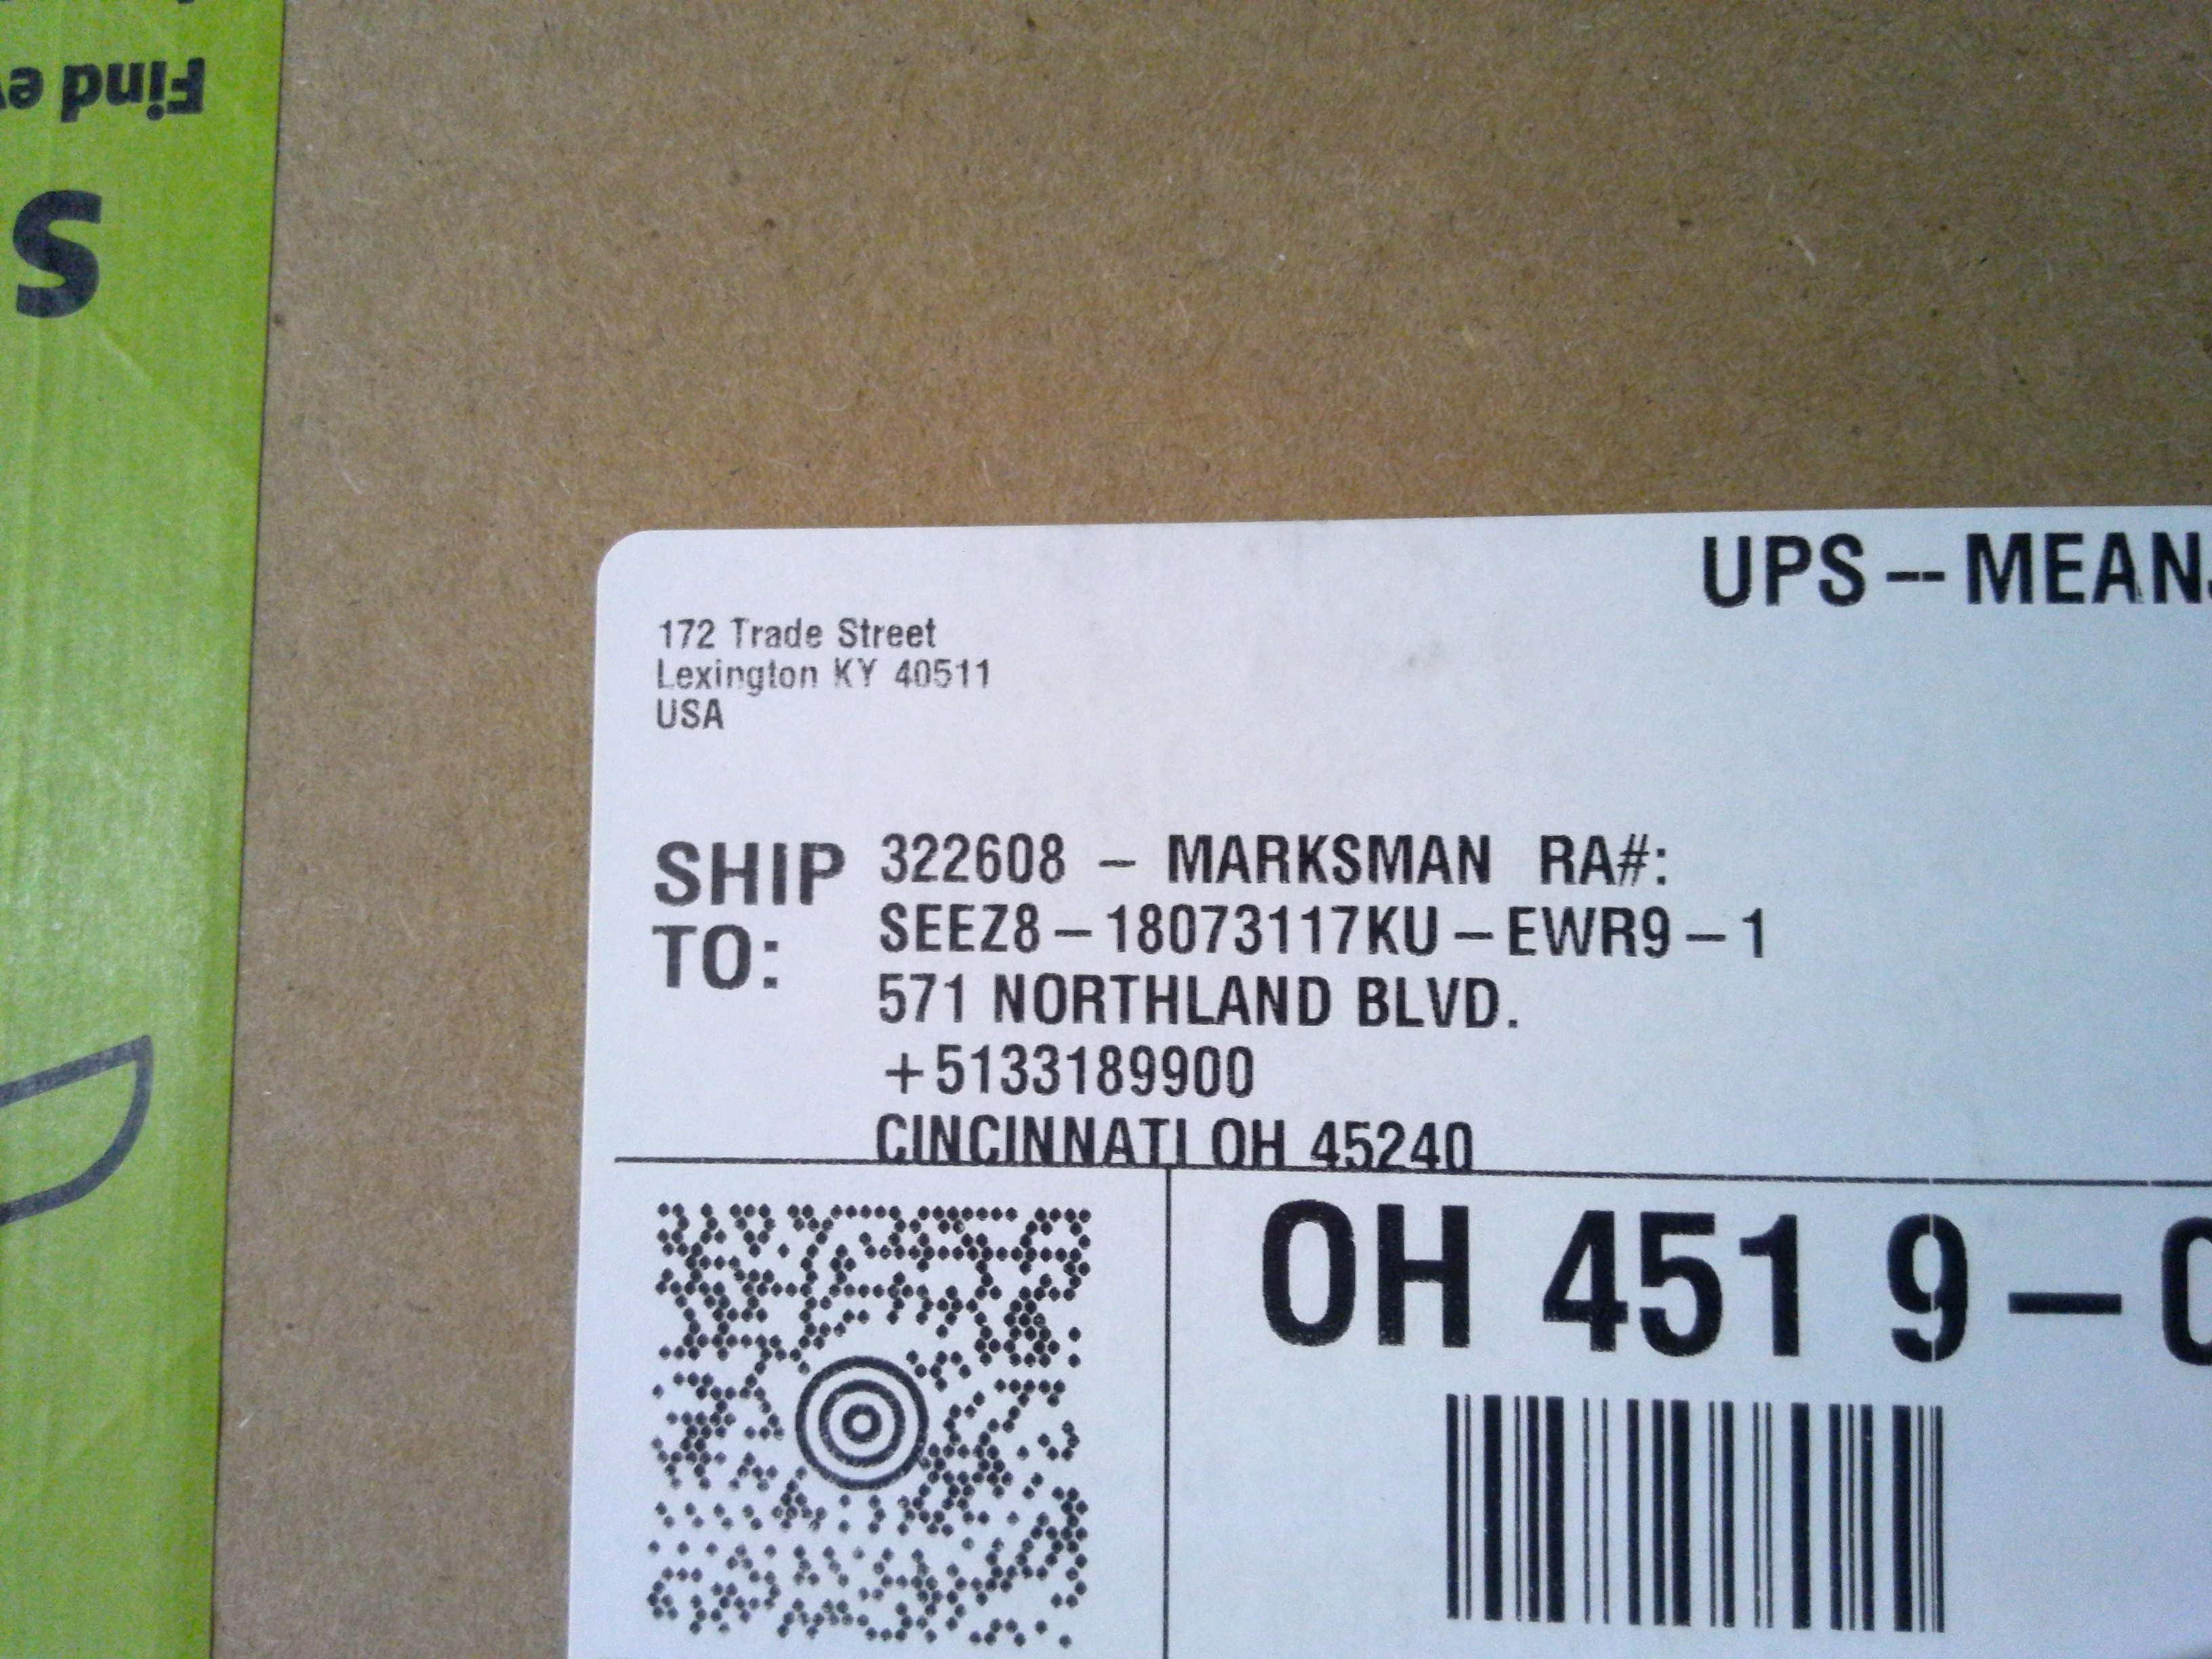 Find
S
UPS -- MEAN
172 Trade Street
Lexington KY 40511
USA
SHIP TO:
322608 - MARKSMAN RA#:
SEEZ8-18073117KU-EWR9-1
571 NORTHLAND BLVD.
+5133189900
CINCINNATI OH 45240
OH 451 9-0